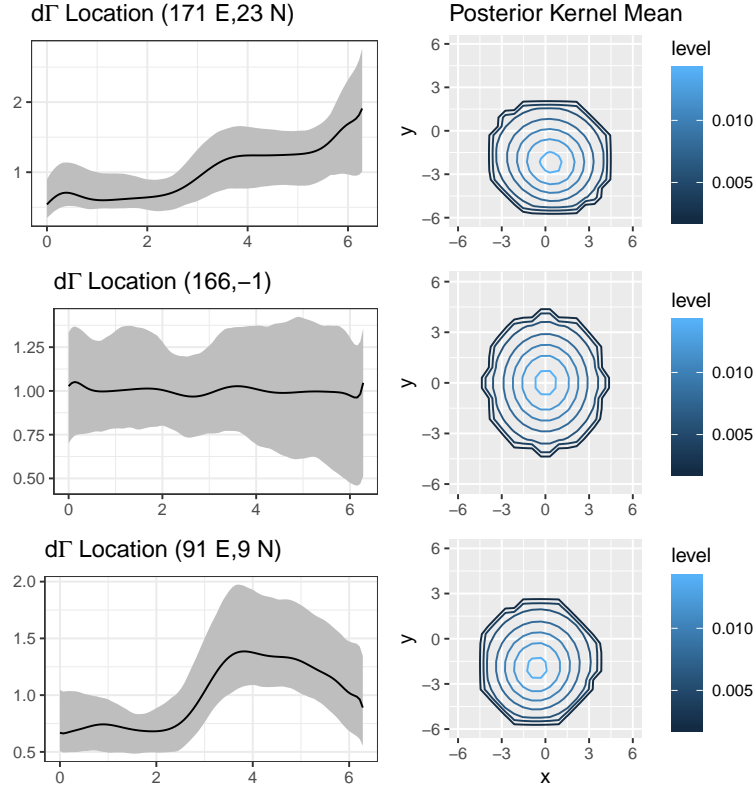 dΓ Location (171 E,23 N)
Posterior Kernel Mean
2
1
0 2 4 6
y
6
3
0
−3
−6
−6 −3 0 3 6
level
0.010
0.005
dΓ Location (166,−1)
1.25
1.00
0.75
0.50
0 2 4 6
y
6
3
0
−3
−6
−6 −3 0 3 6
level
0.010
0.005
dΓ Location (91 E,9 N)
2.0
1.5
1.0
0.5
0 2 4 6
y
6
3
0
−3
−6
−6 −3 0 3 6
x
level
0.010
0.005